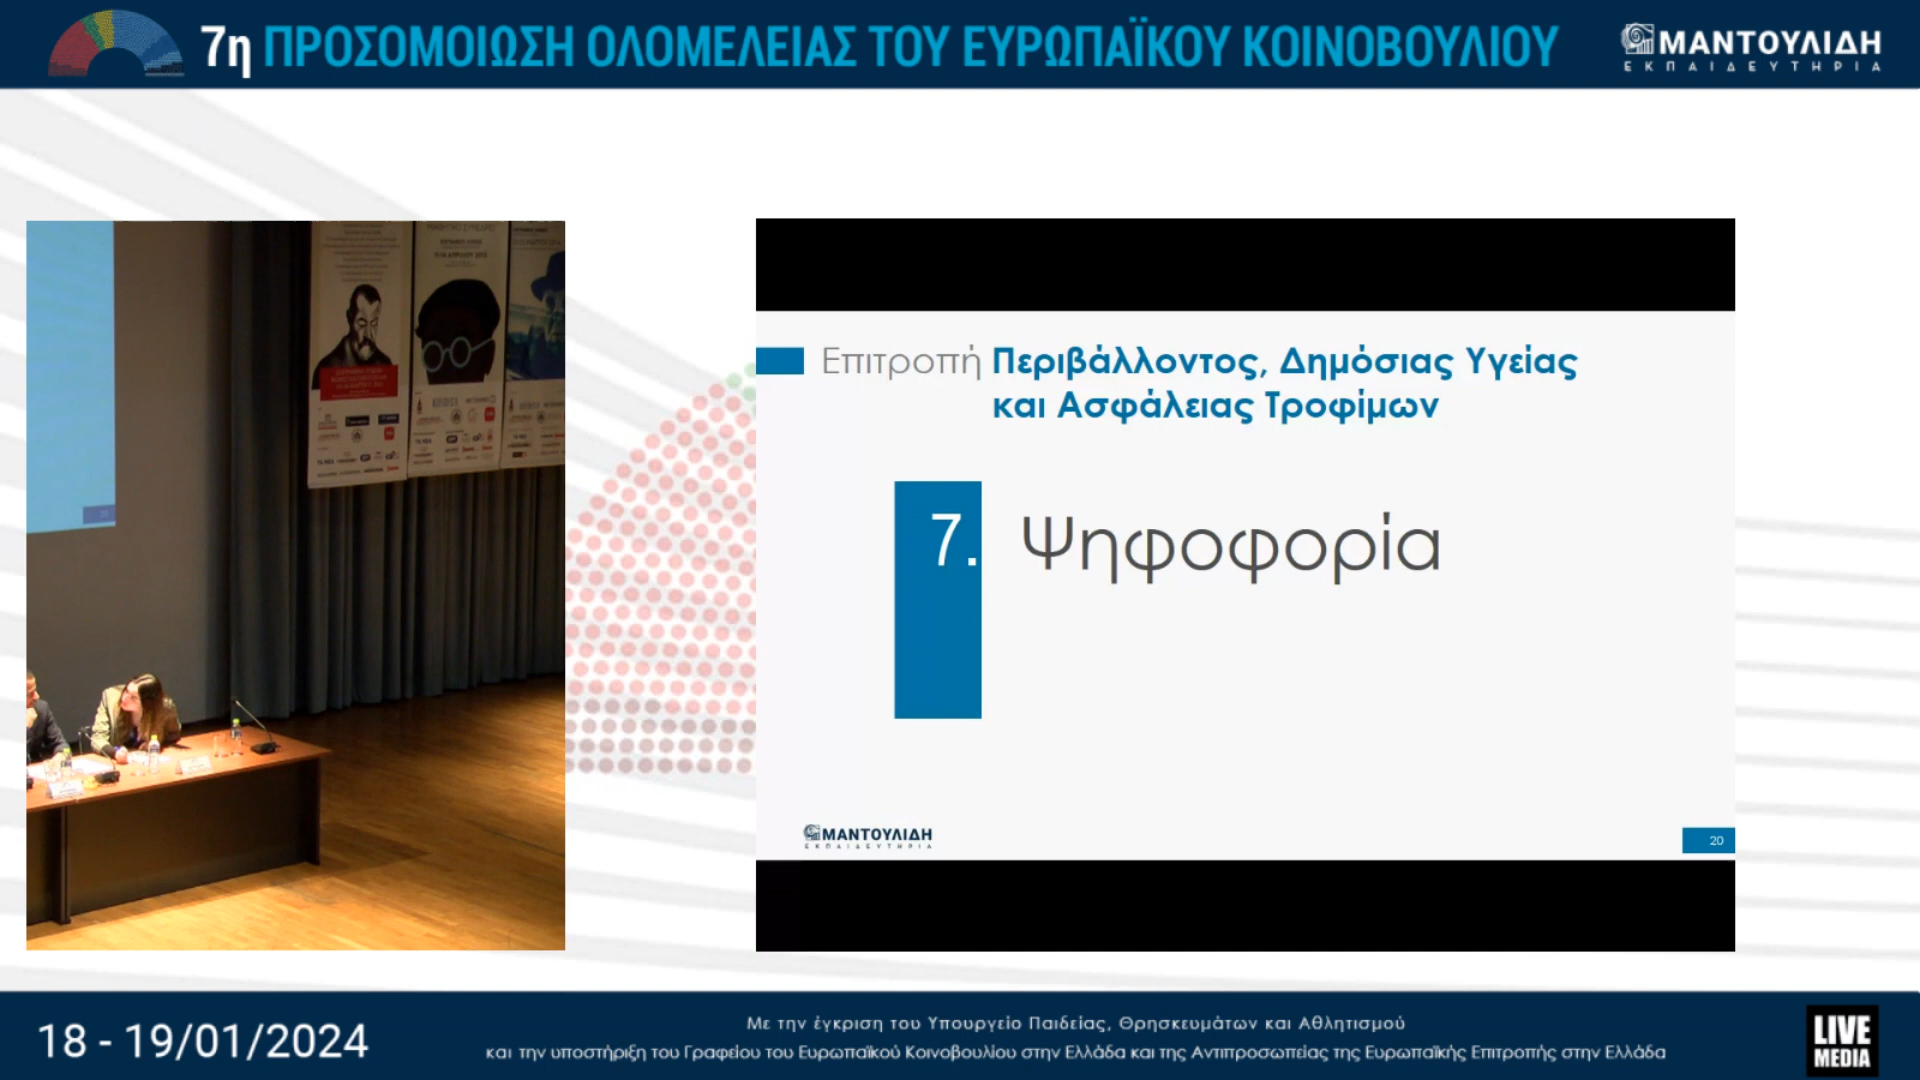 7η ΠΡΟΣΟΜΟΙΩΣΗ ΟΛΟΜΕΛΕΙΑΣ ΤΟΥ ΕΥΡΩΠΑΪΚΟΥ ΚΟΙΝΟΒΟΥΛΙΟΥ
ΜΑΝΤΟΥΛΙΔΗ
ΕΚΠΑΙΔΕΥΤΗΡΙΑ
Επιτροπή Περιβάλλοντος, Δημόσιας Υγείας
και Ασφάλειας Τροφίμων
7. Ψηφοφορία
ΜΑΝΤΟΥΛΙΔΗ
ΕΚΠΑΙΔΕΥΤΗΡΙΑ
20
18 - 19/01/2024
Με την έγκριση του Υπουργείο Παιδείας, Θρησκευμάτων και Αθλητισμού
και την υποστήριξη του Γραφείου του Ευρωπαϊκού Κοινοβουλίου στην Ελλάδα και της Αντιπροσωπείας της Ευρωπαϊκής Επιτροπής στην Ελλάδα
LIVE
MEDIA